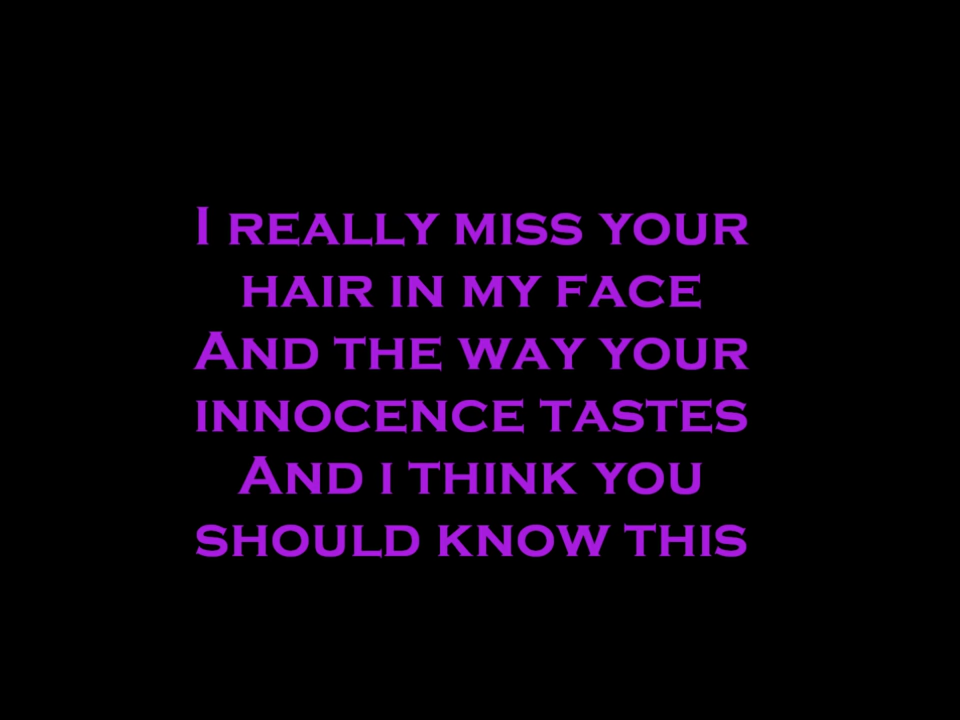 I REALLY MISS YOUR
HAIR IN MY FACE
AND THE WAY YOUR
INNOCENCE TASTES
AND I THINK YOU
SHOULD KNOW THIS